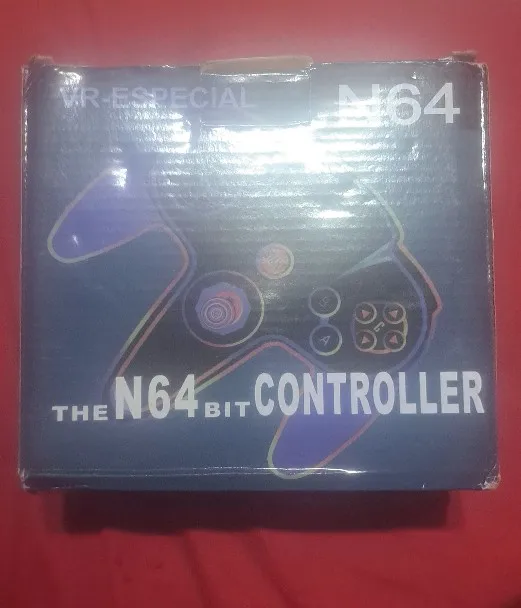 VR-ESPECIAL
N64
B
A
C
THE N64 BIT CONTROLLER